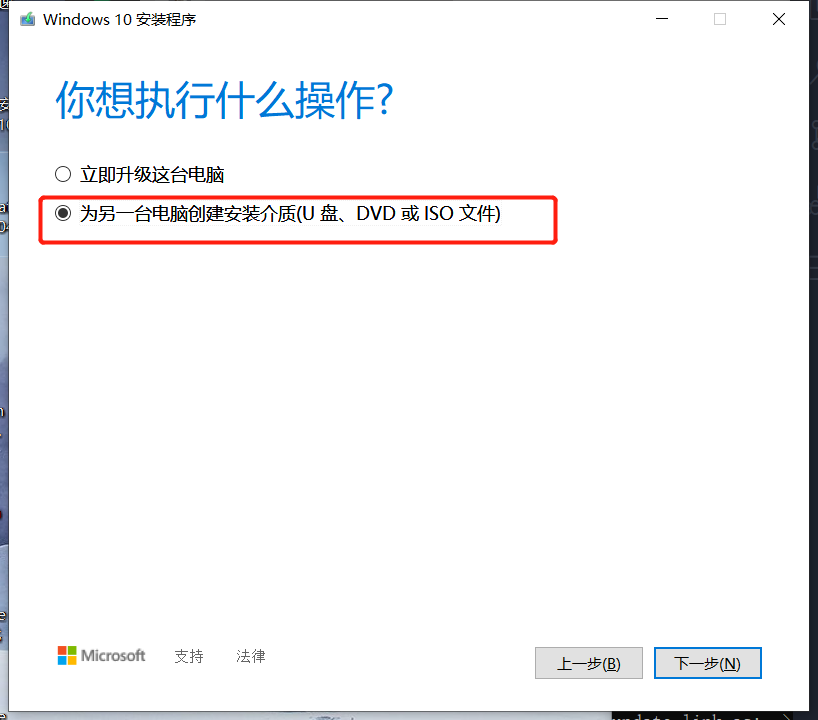 Windows 10 安装程序
你想执行什么操作?
立即升级这台电脑
为另一台电脑创建安装介质(U 盘、DVD 或 ISO 文件)
Microsoft 支持 法律
上一步(B) 下一步(N)